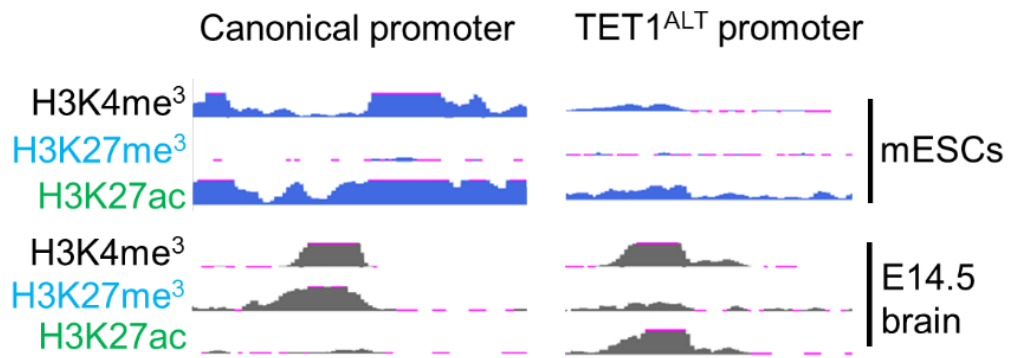 Canonical promoter
TET1ᴬᴸᵀ promoter
H3K4me³
H3K27me³
H3K27ac
mESCs
H3K4me³
H3K27me³
H3K27ac
E14.5
brain